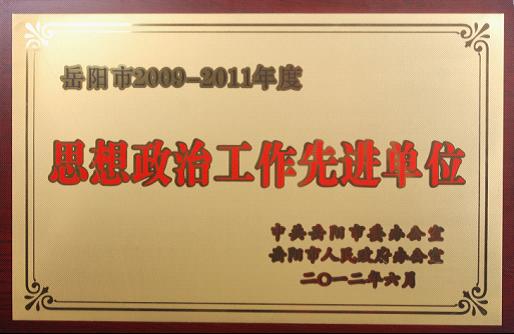 岳阳市2009-2011年度
思想政治工作先进单位
中共岳阳市委办公室
岳阳市人民政府办公室
二〇一二年六月